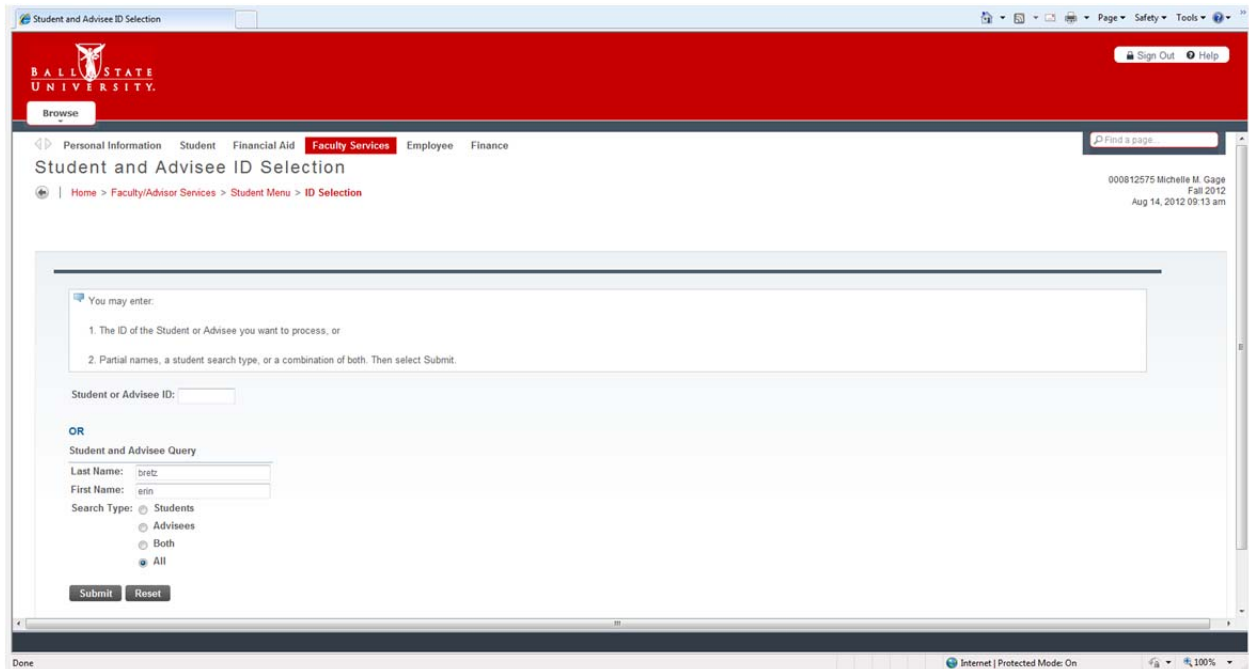 Student and Advisee ID Selection
Page Safety Tools
BALL STATE
UNIVERSITY.
Sign Out Help
Browse
Personal Information Student Financial Aid Faculty Services Employee Finance
Find a page...
Student and Advisee ID Selection
000812575 Michelle M. Gage
Fall 2012
Aug 14, 2012 09:13 am
Home > Faculty/Advisor Services > Student Menu > ID Selection
You may enter:
1. The ID of the Student or Advisee you want to process, or
2. Partial names, a student search type, or a combination of both. Then select Submit.
Student or Advisee ID:
OR
Student and Advisee Query
Last Name: bretz
First Name: erin
Search Type: Students
Advisees
Both
All
Submit Reset
Done
Internet | Protected Mode: On
100%